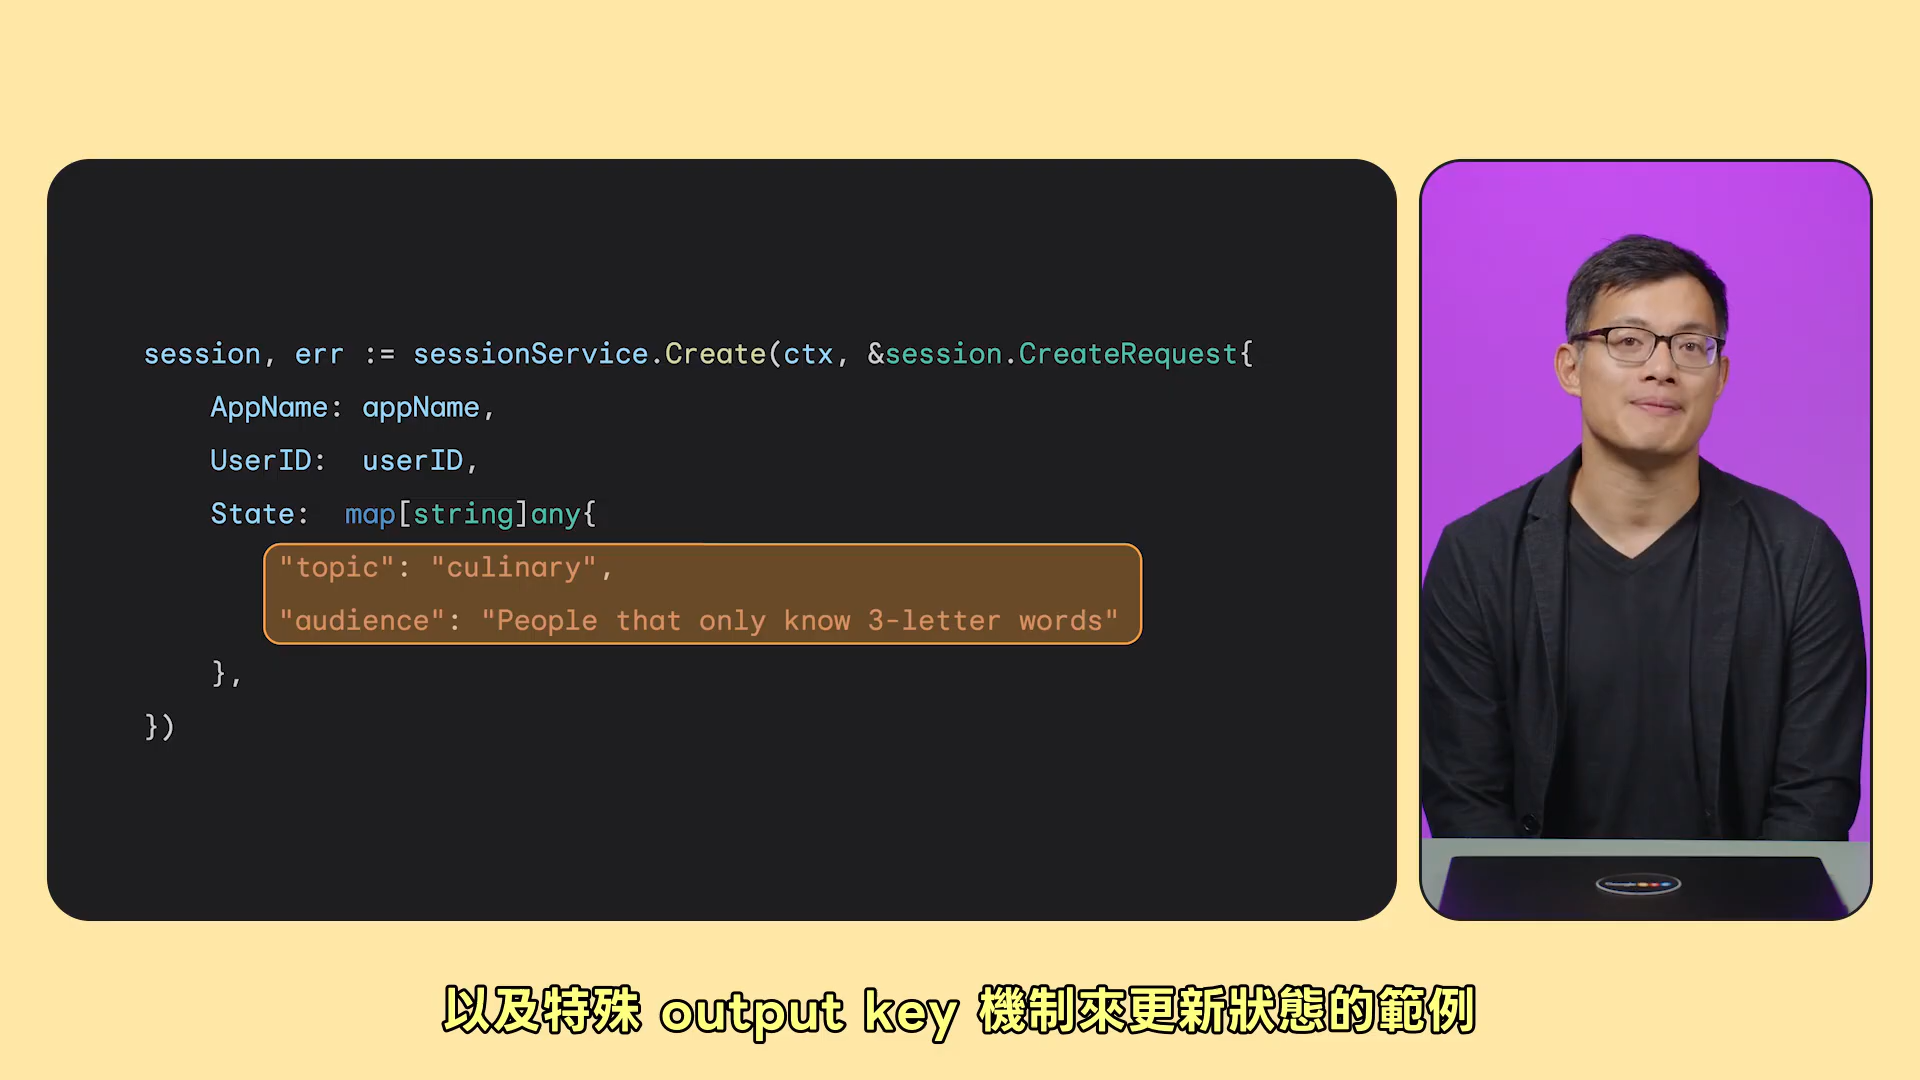 session, err := sessionService.Create(ctx, &session.CreateRequest{
    AppName: appName,
    UserID:  userID,
    State:  map[string]any{
        "topic": "culinary",
        "audience": "People that only know 3-letter words"
    },
})
以及特殊 output key 機制來更新狀態的範例